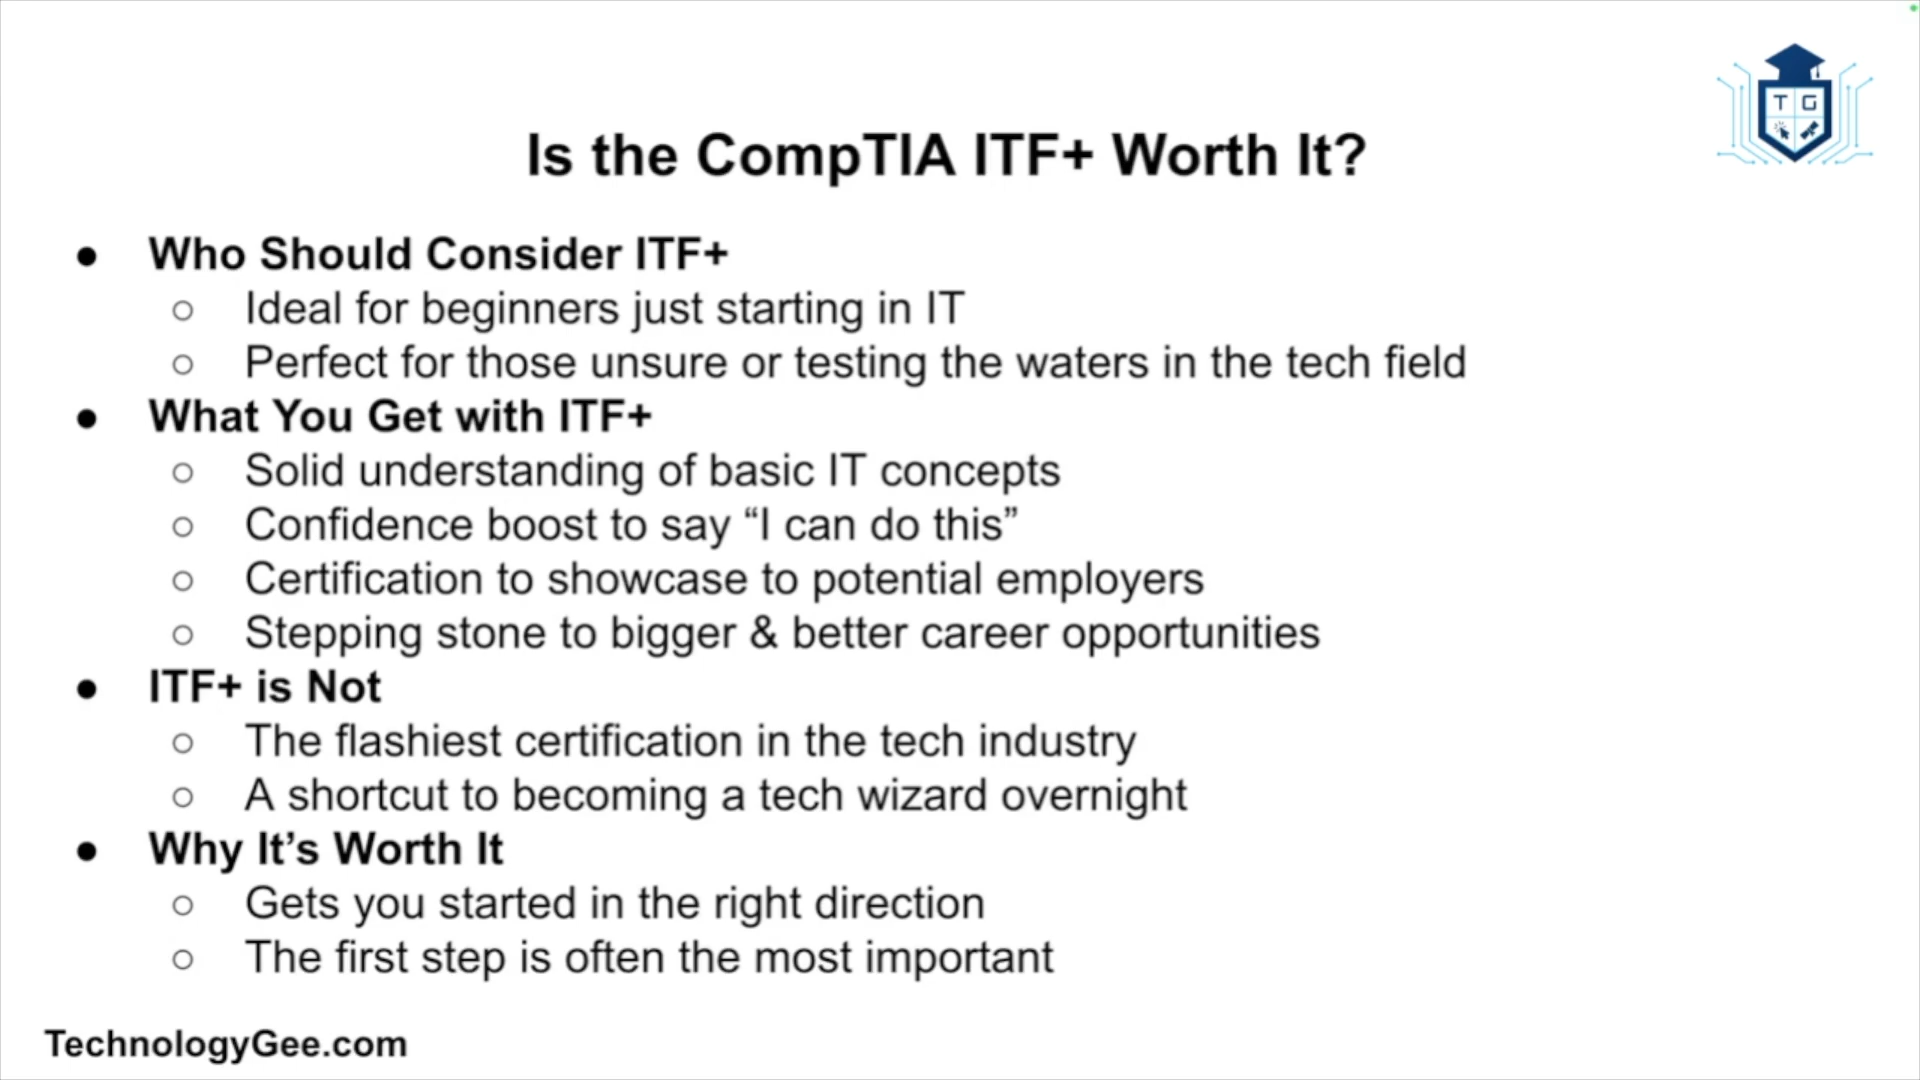 T G
Is the CompTIA ITF+ Worth It?
● Who Should Consider ITF+
○ Ideal for beginners just starting in IT
○ Perfect for those unsure or testing the waters in the tech field
● What You Get with ITF+
○ Solid understanding of basic IT concepts
○ Confidence boost to say “I can do this”
○ Certification to showcase to potential employers
○ Stepping stone to bigger & better career opportunities
● ITF+ is Not
○ The flashiest certification in the tech industry
○ A shortcut to becoming a tech wizard overnight
● Why It’s Worth It
○ Gets you started in the right direction
○ The first step is often the most important
TechnologyGee.com